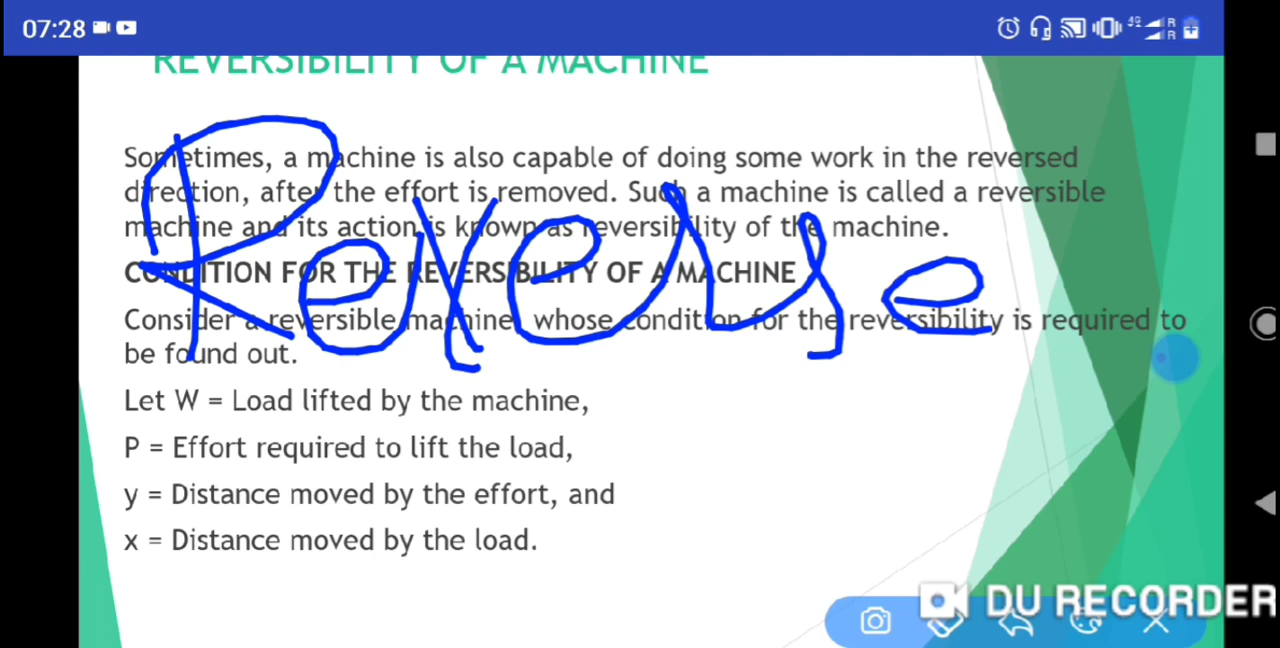 07:28
4G R
R
REVERSIBILITY OF A MACHINE
Sometimes, a machine is also capable of doing some work in the reversed
direction, after the effort is removed. Such a machine is called a reversible
machine and its action is known as reversibility of the machine.
CONDITION FOR THE REVERSIBILITY OF A MACHINE
Reverse
Consider a reversible machine, whose condition for the reversibility is required to
be found out.
Let W = Load lifted by the machine,
P = Effort required to lift the load,
y = Distance moved by the effort, and
x = Distance moved by the load.
DU RECORDER